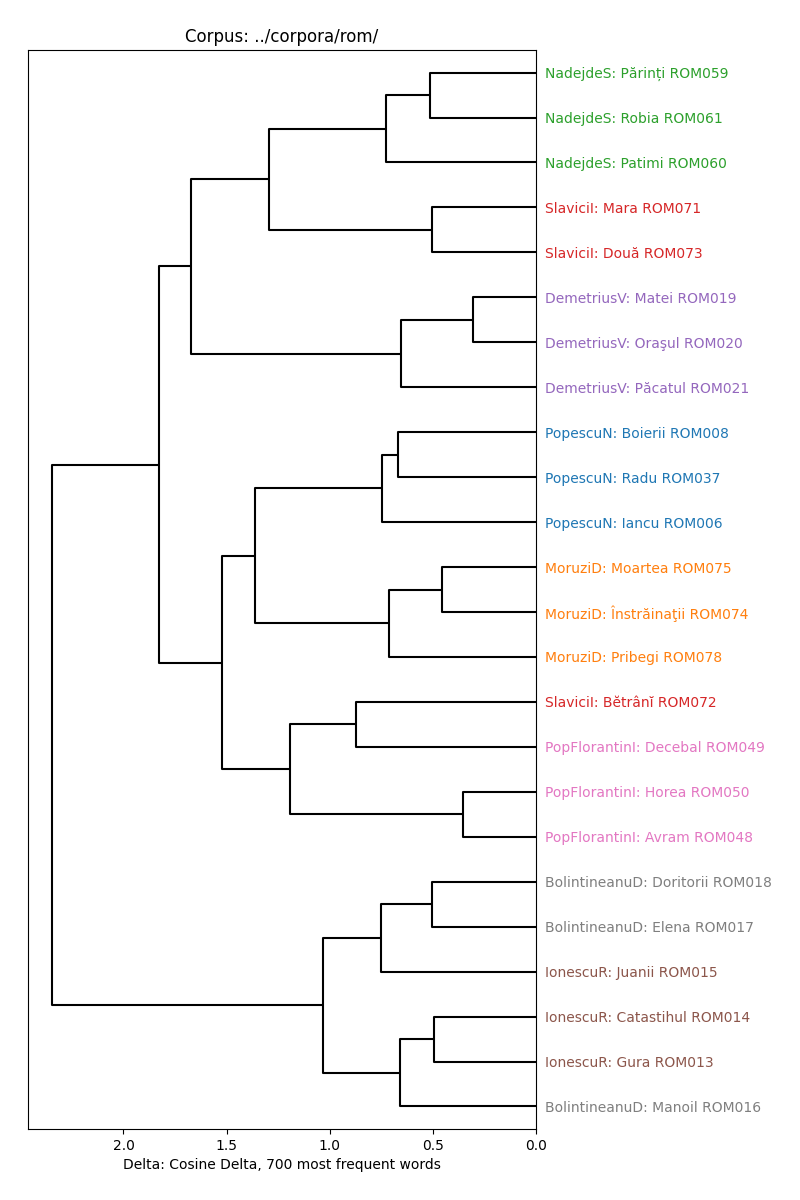 Corpus: ../corpora/rom/
NadejdeS: Părinți ROM059
NadejdeS: Robia ROM061
NadejdeS: Patimi ROM060
SlaviciI: Mara ROM071
SlaviciI: Două ROM073
DemetriusV: Matei ROM019
DemetriusV: Oraşul ROM020
DemetriusV: Păcatul ROM021
PopescuN: Boierii ROM008
PopescuN: Radu ROM037
PopescuN: Iancu ROM006
MoruziD: Moartea ROM075
MoruziD: Înstrăinaţii ROM074
MoruziD: Pribegi ROM078
SlaviciI: Bĕtrânĭ ROM072
PopFlorantinI: Decebal ROM049
PopFlorantinI: Horea ROM050
PopFlorantinI: Avram ROM048
BolintineanuD: Doritorii ROM018
BolintineanuD: Elena ROM017
IonescuR: Juanii ROM015
IonescuR: Catastihul ROM014
IonescuR: Gura ROM013
BolintineanuD: Manoil ROM016
2.0 1.5 1.0 0.5 0.0
Delta: Cosine Delta, 700 most frequent words